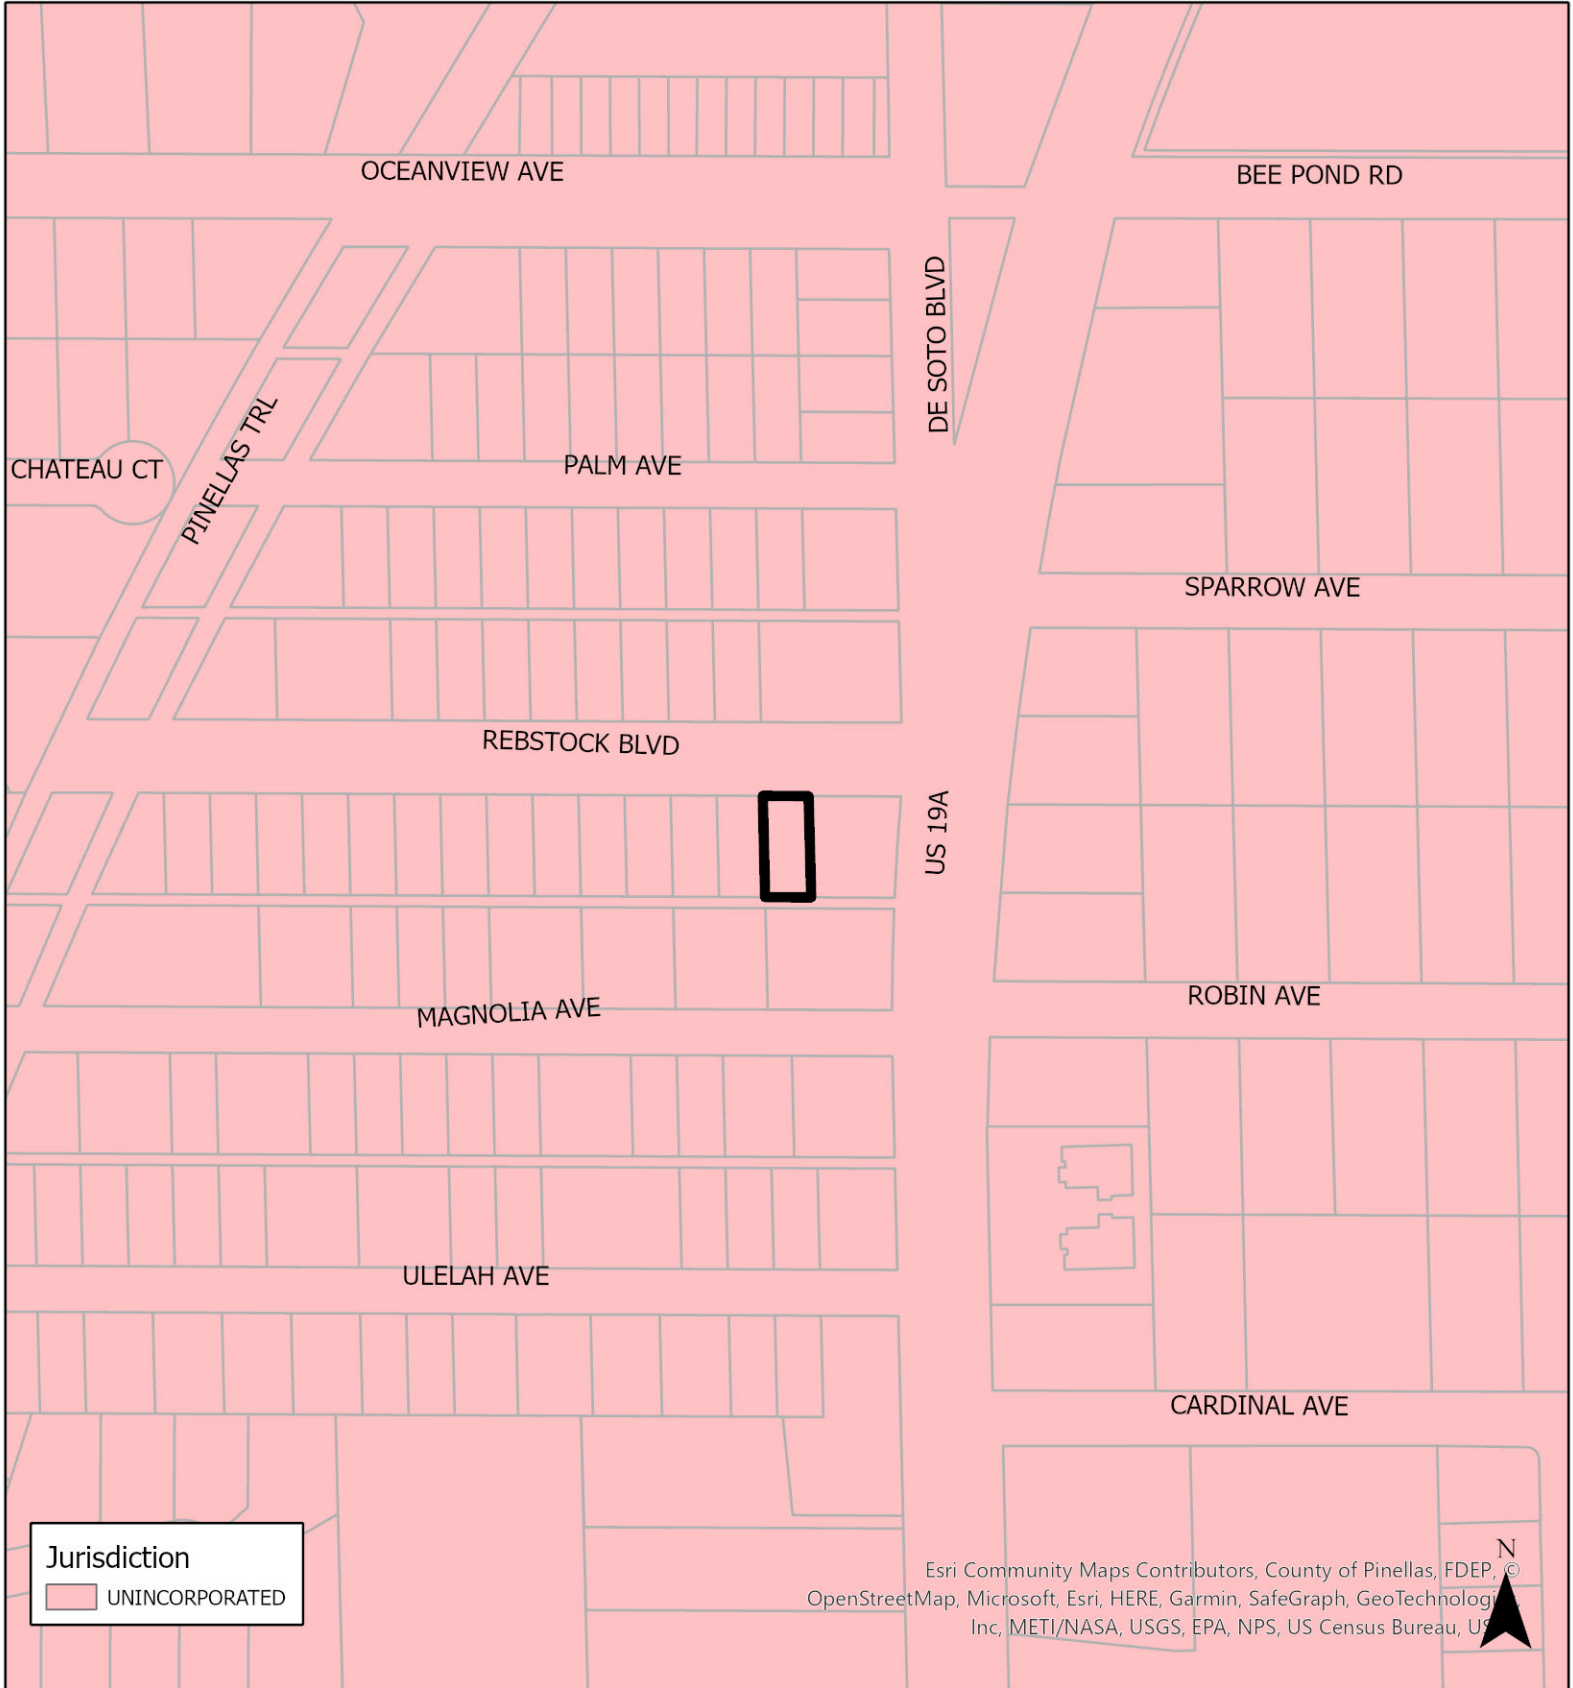 OCEANVIEW AVE
BEE POND RD
DE SOTO BLVD
PINELLAS TRL
CHATEAU CT
PALM AVE
SPARROW AVE
REBSTOCK BLVD
US 19A
MAGNOLIA AVE
ROBIN AVE
ULELAH AVE
CARDINAL AVE
Jurisdiction
UNINCORPORATED
N
Esri Community Maps Contributors, County of Pinellas, FDEP, ©
OpenStreetMap, Microsoft, Esri, HERE, Garmin, SafeGraph,
Inc, METI/NASA, USGS, EPA, NPS, US Census Bureau,